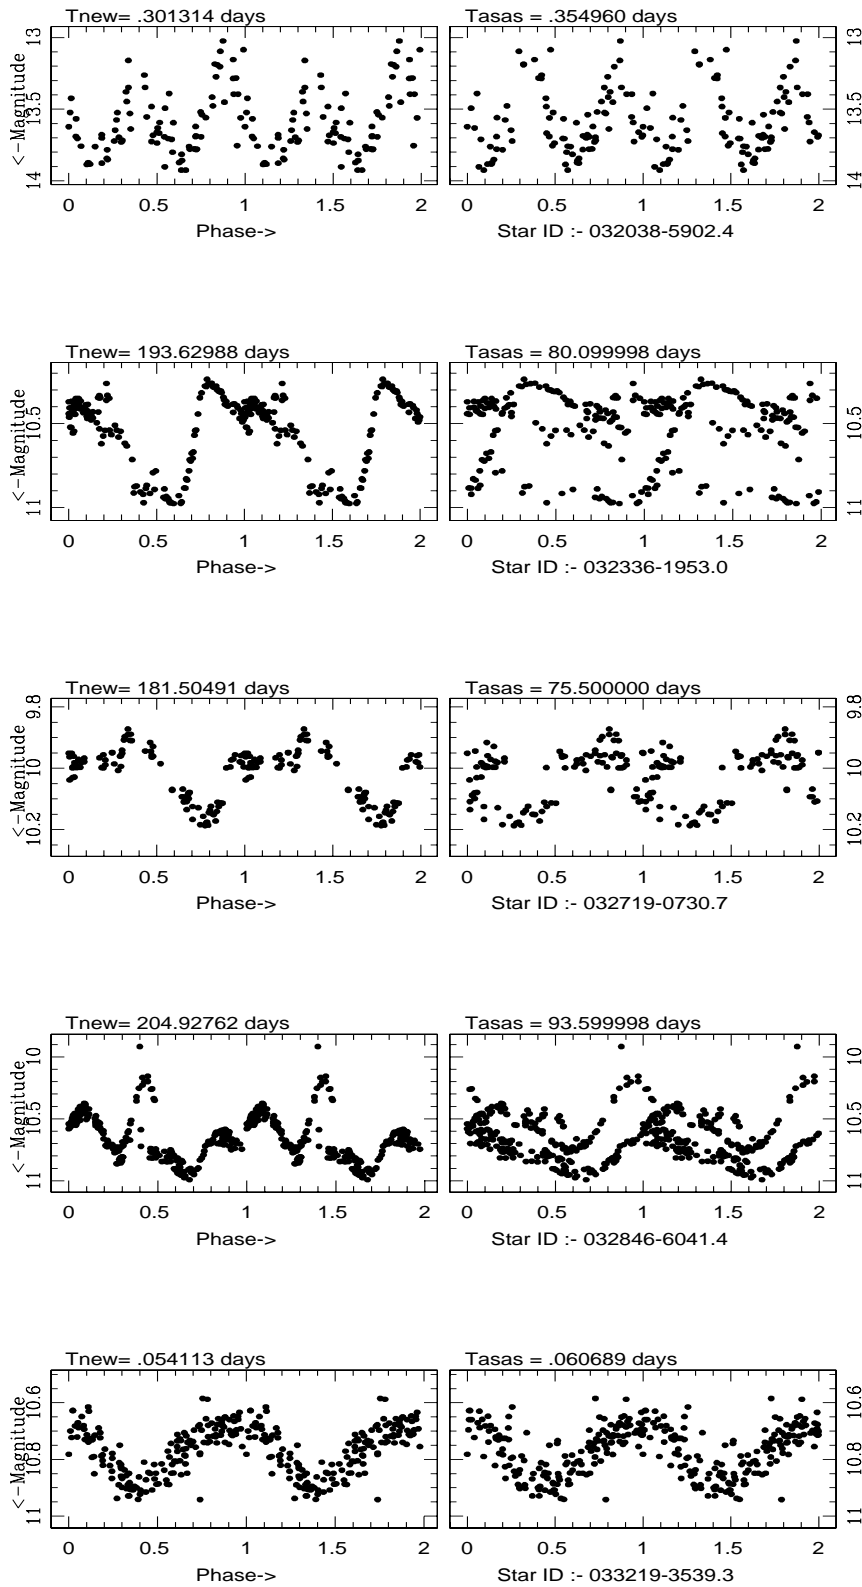 Tnew= .301314 days Tasas = .354960 days
<-Magnitude
13 13.5 14
13 13.5 14
0 0.5 1 1.5 2 0 0.5 1 1.5 2
Phase-> Star ID :- 032038-5902.4
Tnew= 193.62988 days Tasas = 80.099998 days
<-Magnitude
10.5 11
10.5 11
0 0.5 1 1.5 2 0 0.5 1 1.5 2
Phase-> Star ID :- 032336-1953.0
Tnew= 181.50491 days Tasas = 75.500000 days
<-Magnitude
9.8 10 10.2
9.8 10 10.2
0 0.5 1 1.5 2 0 0.5 1 1.5 2
Phase-> Star ID :- 032719-0730.7
Tnew= 204.92762 days Tasas = 93.599998 days
<-Magnitude
10 10.5 11
10 10.5 11
0 0.5 1 1.5 2 0 0.5 1 1.5 2
Phase-> Star ID :- 032846-6041.4
Tnew= .054113 days Tasas = .060689 days
<-Magnitude
10.6 10.8 11
10.6 10.8 11
0 0.5 1 1.5 2 0 0.5 1 1.5 2
Phase-> Star ID :- 033219-3539.3